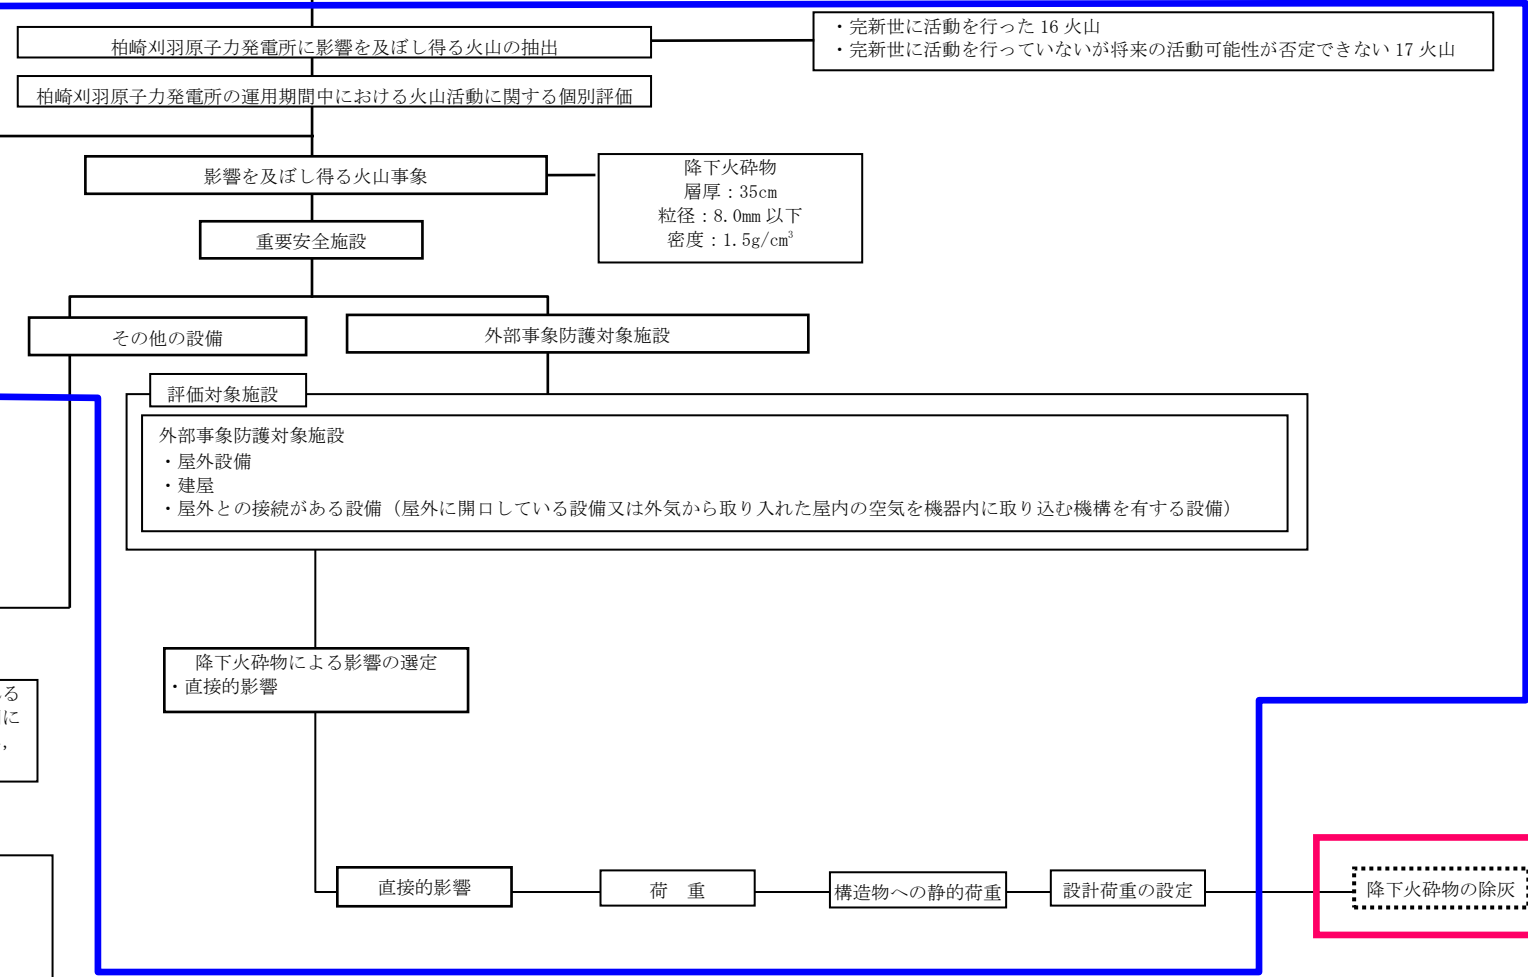 柏崎刈羽原子力発電所に影響を及ぼし得る火山の抽出
・完新世に活動を行った 16 火山
・完新世に活動を行っていないが将来の活動可能性が否定できない 17 火山
柏崎刈羽原子力発電所の運用期間中における火山活動に関する個別評価
影響を及ぼし得る火山事象
降下火砕物
層厚：35cm
粒径：8.0mm 以下
密度：1.5g/cm³
重要安全施設
その他の設備
外部事象防護対象施設
評価対象施設
外部事象防護対象施設
・屋外設備
・建屋
・屋外との接続がある設備（屋外に開口している設備又は外気から取り入れた屋内の空気を機器内に取り込む機構を有する設備）
降下火砕物による影響の選定
・直接的影響
る
に
，
直接的影響
荷　重
構造物への静的荷重
設計荷重の設定
降下火砕物の除灰